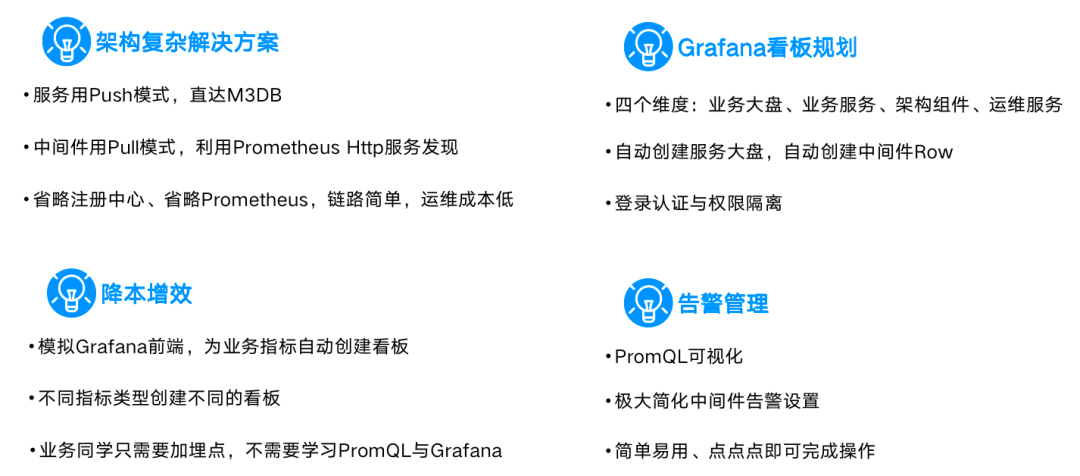 架构复杂解决方案
•服务用Push模式，直达M3DB
•中间件用Pull模式，利用Prometheus Http服务发现
•省略注册中心、省略Prometheus，链路简单，运维成本低
Grafana看板规划
•四个维度：业务大盘、业务服务、架构组件、运维服务
•自动创建服务大盘，自动创建中间件Row
•登录认证与权限隔离
降本增效
•模拟Grafana前端，为业务指标自动创建看板
•不同指标类型创建不同的看板
•业务同学只需要加埋点，不需要学习PromQL与Grafana
告警管理
•PromQL可视化
•极大简化中间件告警设置
•简单易用、点点点即可完成操作